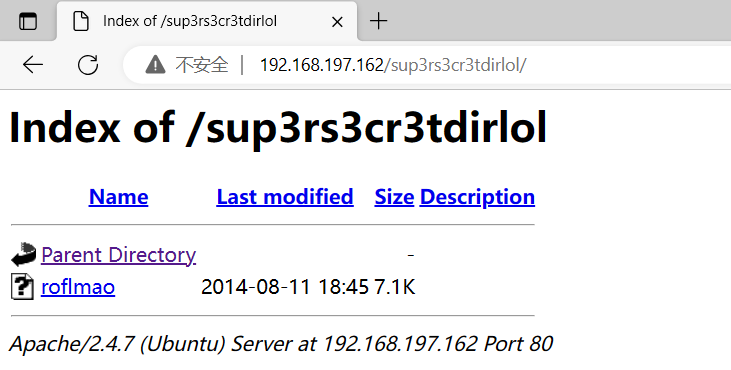 Index of /sup3rs3cr3tdirlol
不安全 | 192.168.197.162/sup3rs3cr3tdirlol/
Index of /sup3rs3cr3tdirlol
Name Last modified Size Description
Parent Directory -
roflmao 2014-08-11 18:45 7.1K
Apache/2.4.7 (Ubuntu) Server at 192.168.197.162 Port 80